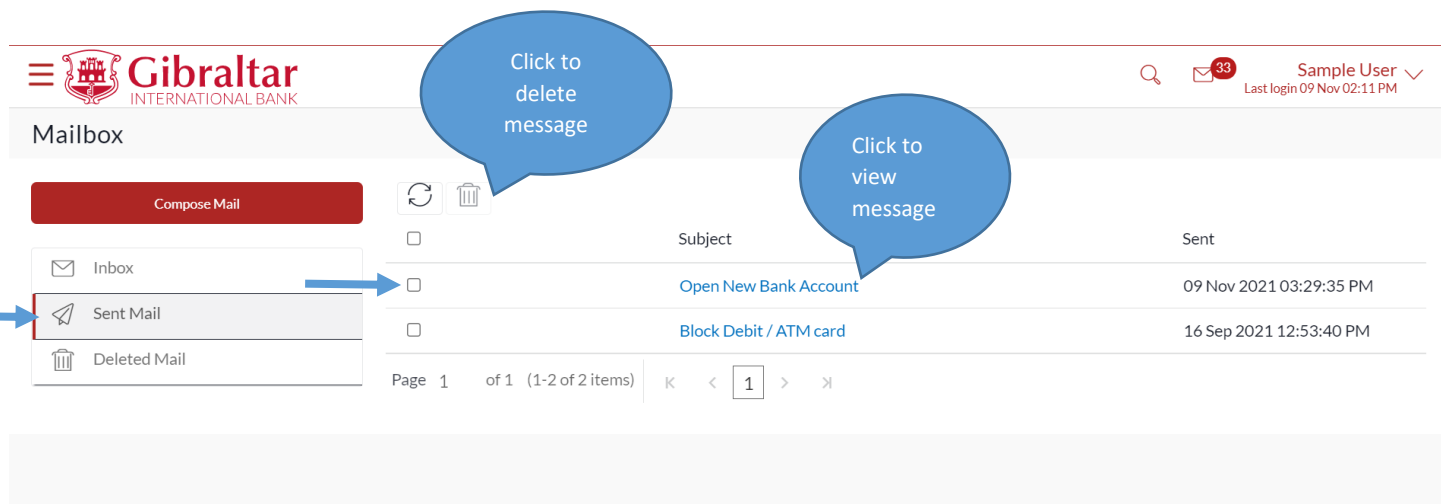 Click to
delete
message
Gibraltar
INTERNATIONAL BANK
33
Sample User
Last login 09 Nov 02:11 PM
Mailbox
Click to
view
message
Compose Mail
Subject Sent
Inbox
Open New Bank Account 09 Nov 2021 03:29:35 PM
Sent Mail
Block Debit / ATM card 16 Sep 2021 12:53:40 PM
Deleted Mail
Page 1 of 1 (1-2 of 2 items) K < 1 > >|